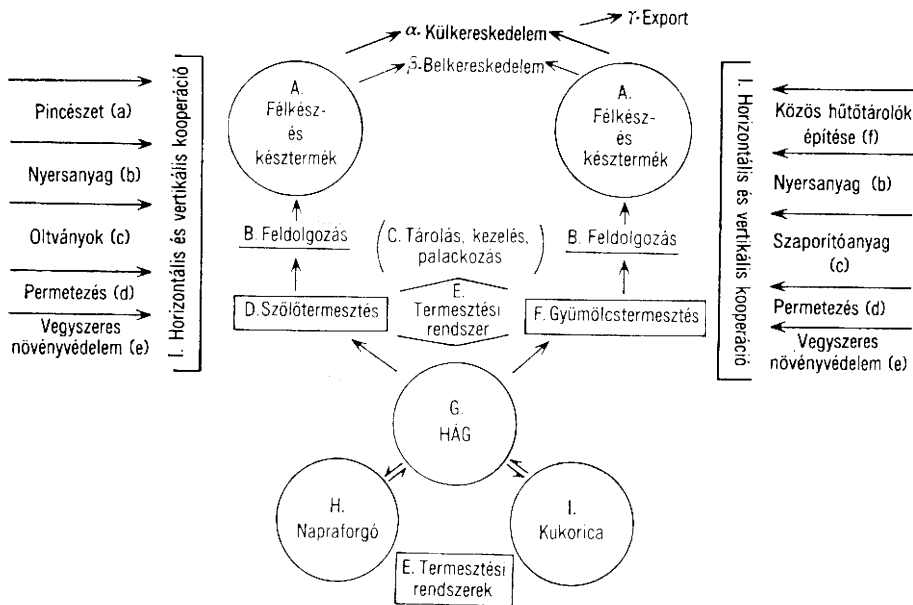 γ-Export
α-Külkereskedelem
β-Belkereskedelem
I. Horizontális és vertikális kooperáció
Pincészet (a)
Nyersanyag (b)
Oltványok (c)
Permetezés (d)
Vegyszeres
növényvédelem (e)
A.
Félkész-
és
késztermék
A.
Félkész-
és
késztermék
I. Horizontális és vertikális kooperáció
Közös hűtőtárolók
építése (f)
Nyersanyag (b)
Szaporítóanyag
(c)
Permetezés (d)
Vegyszeres
növényvédelem (e)
B. Feldolgozás
C. Tárolás, kezelés,
palackozás
B. Feldolgozás
D. Szőlőtermesztés
E.
Termesztési
rendszer
F. Gyümölcstermesztés
G.
HÁG
H.
Napraforgó
I.
Kukorica
E. Termesztési
rendszerek